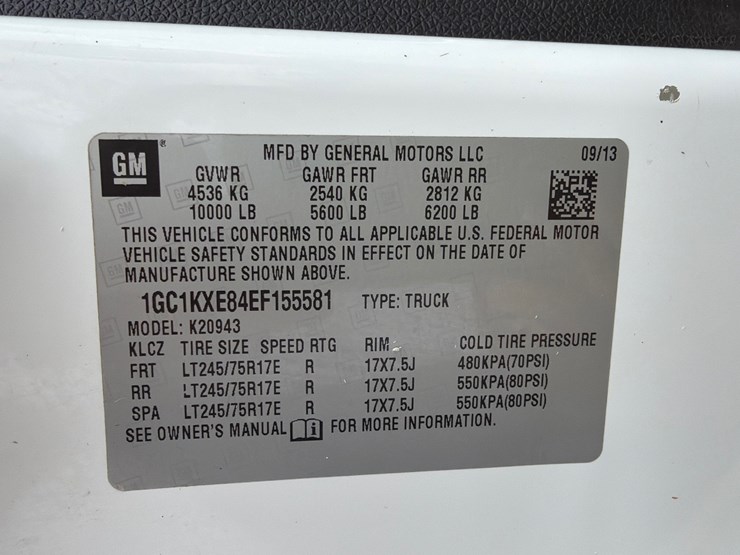 GM
MFD BY GENERAL MOTORS LLC 09/13
GVWR GAWR FRT GAWR RR
4536 KG 2540 KG 2812 KG
10000 LB 5600 LB 6200 LB
THIS VEHICLE CONFORMS TO ALL APPLICABLE U.S. FEDERAL MOTOR
VEHICLE SAFETY STANDARDS IN EFFECT ON THE DATE OF
MANUFACTURE SHOWN ABOVE.
1GC1KXE84EF155581 TYPE: TRUCK
MODEL: K20943
KLCZ TIRE SIZE SPEED RTG RIM COLD TIRE PRESSURE
FRT LT245/75R17E R 17X7.5J 480KPA(70PSI)
RR LT245/75R17E R 17X7.5J 550KPA(80PSI)
SPA LT245/75R17E R 17X7.5J 550KPA(80PSI)
SEE OWNER'S MANUAL i FOR MORE INFORMATION.